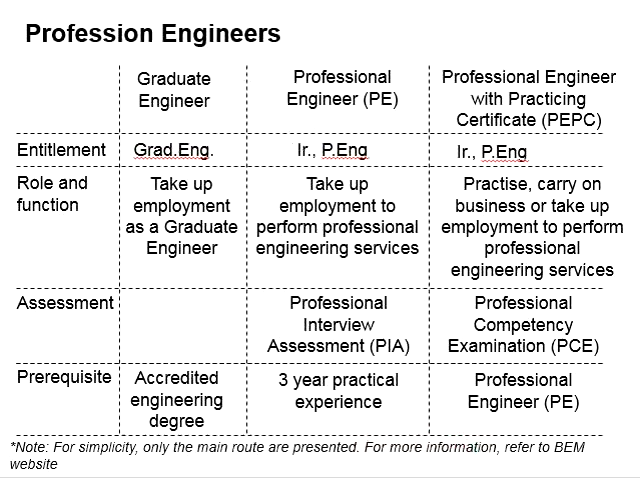 Profession Engineers
Graduate
Engineer
Professional
Engineer (PE)
Professional Engineer
with Practicing
Certificate (PEPC)
Entitlement
Grad.Eng.
Ir., P.Eng
Ir., P.Eng
Role and
function
Take up
employment
as a Graduate
Engineer
Take up
employment to
perform professional
engineering services
Practise, carry on
business or take up
employment to perform
professional
engineering services
Assessment
Professional
Interview
Assessment (PIA)
Professional
Competency
Examination (PCE)
Prerequisite
Accredited
engineering
degree
3 year practical
experience
Professional
Engineer (PE)
*Note: For simplicity, only the main route are presented. For more information, refer to BEM
website